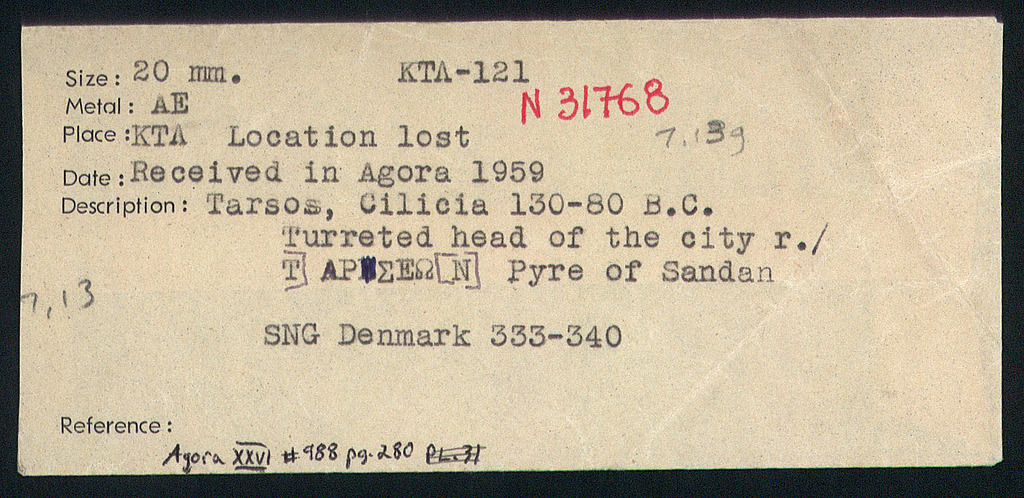 Size: 20 mm. KTA-121
N 31768
Metal: AE
Place: KTA Location lost
7.13g
Date: Received in Agora 1959
Description: Tarsos, Cilicia 130-80 B.C.
Turreted head of the city r./
Τ] ΑΡΣΕΩ[Ν] Pyre of Sandan
7,13
SNG Denmark 333-340
Reference:
Agora XXVI #988 pg. 280 PL.31